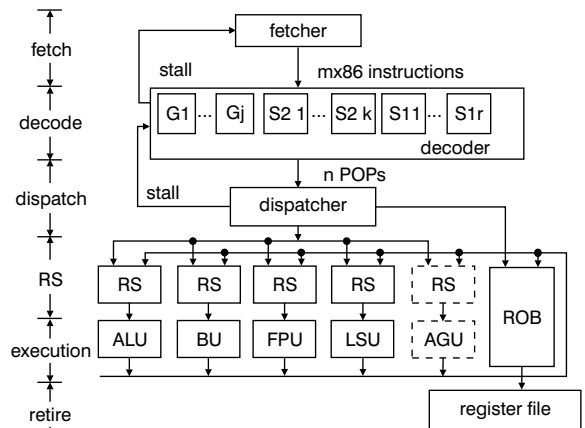 fetch
fetcher
stall
mx86 instructions
decode
G1 ... Gj S2 1 ... S2 k S11 ... S1r
decoder
stall
n POPs
dispatch
dispatcher
RS
RS RS RS RS RS
ROB
execution
ALU BU FPU LSU AGU
retire
register file